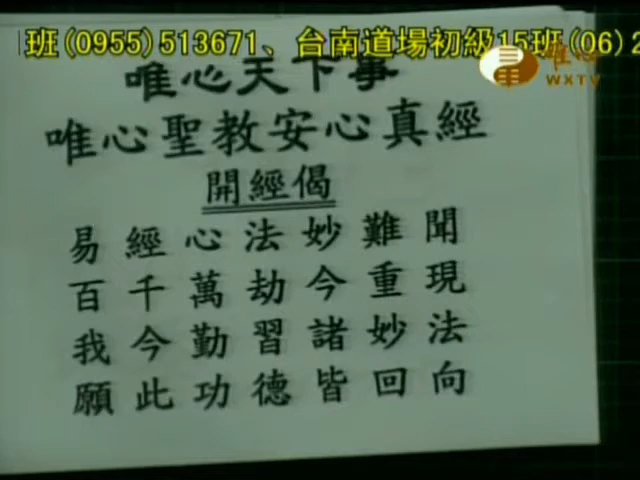 班(0955)513671、台南道場初級15班(06)2
唯心
WXTV
唯心天下事
唯心聖教安心真經
開經偈
易經心法妙難聞
百千萬劫今重現
我今勤習諸妙法
願此功德皆回向